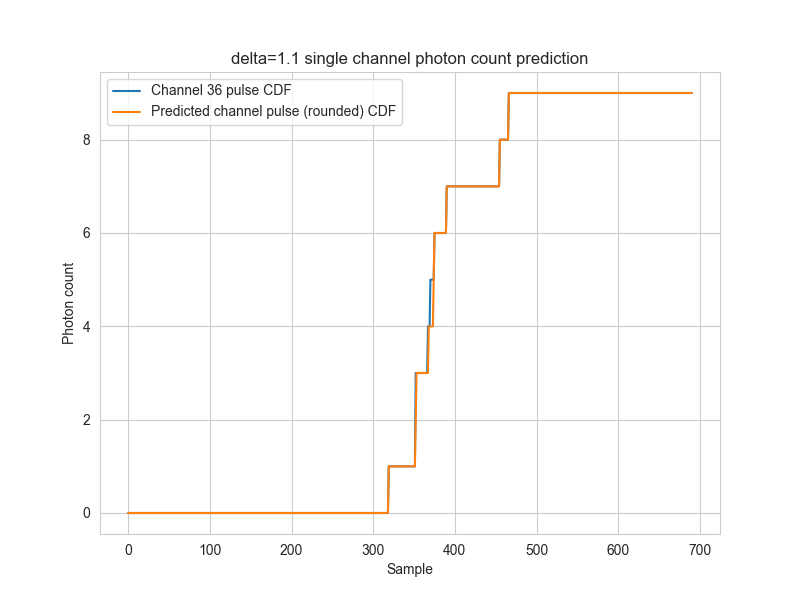 delta=1.1 single channel photon count prediction
Channel 36 pulse CDF
Predicted channel pulse (rounded) CDF
8
6
4
2
0
Photon count
0 100 200 300 400 500 600 700
Sample